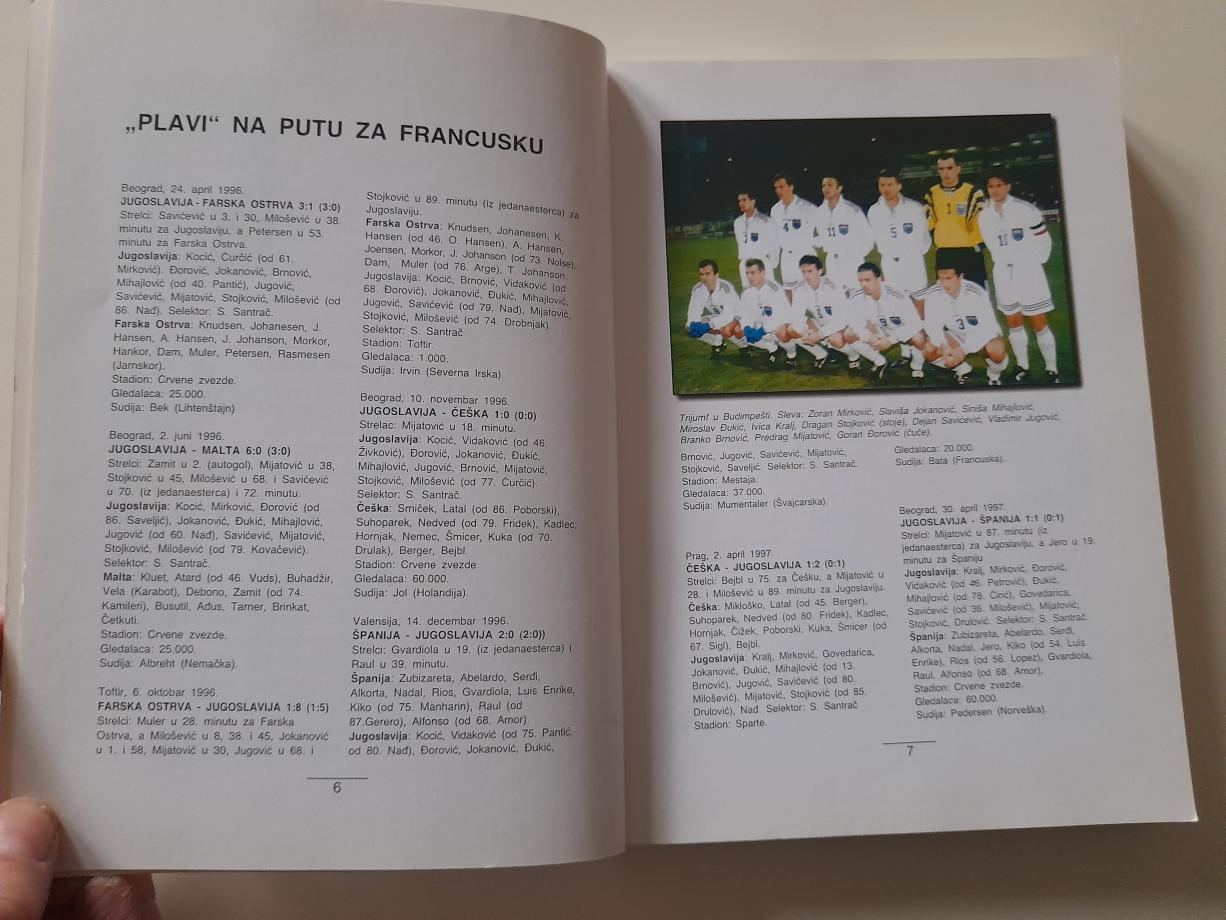 „PLAVI“ NA PUTU ZA FRANCUSKU
Beograd, 24. april 1996.
JUGOSLAVIJA - FARSKA OSTRVA 3:1 (3:0)
Strelci: Savićević u 3. i 30, Milošević u 38.
minutu za Jugoslaviju, a Petersen u 53.
minutu za Farska Ostrva.
Jugoslavija: Kocić, Ćurčić (od 61.
Mirković). Đorović, Jokanović, Brnović,
Mihajlović (od 40. Pantić), Jugović,
Savićević, Mijatović, Stojković, Milošević (od
86. Nađ). Selektor: S. Santrač.
Farska Ostrva: Knudsen, Johanesen, J.
Hansen, A. Hansen, J. Johanson, Morkor,
Hankor, Dam, Muler, Petersen, Rasmesen
(Jarnskor).
Stadion: Crvene zvezde.
Gledalaca: 25.000.
Sudija: Bek (Lihtenštajn)
Beograd, 2. juni 1996.
JUGOSLAVIJA - MALTA 6:0 (3:0)
Strelci: Zamit u 2. (autogol), Mijatović u 38,
Stojković u 45, Milošević u 68. i Savićević
u 70. (iz jedanaesterca) i 72. minutu.
Jugoslavija: Kocić, Mirković, Đorović (od
86. Saveljić), Jokanović, Đukić, Mihajlović,
Jugović (od 60. Nađ), Savićević, Mijatović,
Stojković, Milošević (od 79. Kovačević).
Selektor: S. Santrač.
Malta: Kluet, Atard (od 46. Vuds), Buhadžir,
Vela (Karabot), Debono, Zamit (od 74.
Kamileri), Busutil, Ađus, Tarner, Brinkat,
Četkuti.
Stadion: Crvene zvezde.
Gledalaca: 25.000.
Sudija: Albreht (Nemačka).
Toftir, 6. oktobar 1996.
FARSKA OSTRVA - JUGOSLAVIJA 1:8 (1:5)
Strelci: Muler u 28. minutu za Farska
Ostrva, a Milošević u 8, 38. i 45, Jokanović
u 1. i 58, Mijatović u 30, Jugović u 68. i
Stojković u 89. minutu (iz jedanaesterca) za
Jugoslaviju.
Farska Ostrva: Knudsen, Johanesen, K.
Hansen (od 46. O. Hansen), A. Hansen,
Joensen, Morkor, J. Johanson (od 73. Nolse),
Dam, Muler (od 76. Arge), T. Johanson.
Jugoslavija: Kocić, Brnović, Vidaković (od
68. Đorović), Jokanović, Đukić, Mihajlović,
Jugović, Savićević (od 79. Nađ), Mijatović,
Stojković, Milošević (od 74. Drobnjak).
Selektor: S. Santrač
Stadion: Toftir.
Gledalaca: 1.000.
Sudija: Irvin (Severna Irska).
Beograd, 10. novembar 1996.
JUGOSLAVIJA - ČEŠKA 1:0 (0:0)
Strelac: Mijatović u 18. minutu.
Jugoslavija: Kocić, Vidaković (od 46.
Živković), Đorović, Jokanović, Đukić,
Mihajlović, Jugović, Brnović, Mijatović,
Stojković, Milošević (od 77. Ćurčić).
Selektor: S. Santrač.
Češka: Srniček, Latal (od 86. Poborski),
Suhoparek, Nedved (od 79. Fridek), Kadlec,
Hornjak, Nemec, Šmicer, Kuka (od 70.
Drulak), Berger, Bejbl.
Stadion: Crvene zvezde.
Gledalaca: 60.000.
Sudija: Jol (Holandija).
Valensija, 14. decembar 1996.
ŠPANIJA - JUGOSLAVIJA 2:0 (2:0))
Strelci: Gvardiola u 19. (iz jedanaesterca) i
Raul u 39. minutu.
Španija: Zubizareta, Abelardo, Serđi,
Alkorta, Nadal, Rios, Gvardiola, Luis Enrike,
Kiko (od 75. Manharin), Raul (od
87.Gerero), Alfonso (od 68. Amor).
Jugoslavija: Kocić, Vidaković (od 75. Pantić,
od 80. Nađ), Đorović, Jokanović, Đukić,
6
Trijumf u Budimpešti. Sleva: Zoran Mirković, Slaviša Jokanović, Siniša Mihajlović,
Miroslav Đukić, Ivica Kralj, Dragan Stojković (stoje), Dejan Savićević, Vladimir Jugović,
Branko Brnović, Predrag Mijatović, Goran Đorović (čuče).
Brnović, Jugović, Savićević, Mijatović,
Stojković, Saveljić. Selektor: S. Santrač.
Stadion: Mestaja.
Gledalaca: 37.000.
Sudija: Mumentaler (Švajcarska).
Prag, 2. april 1997.
ČEŠKA - JUGOSLAVIJA 1:2 (0:1)
Strelci: Bejbl u 75. za Češku, a Mijatović u
28. i Milošević u 89. minutu za Jugoslaviju.
Češka: Mikloško, Latal (od 45. Berger),
Suhoparek, Nedved (od 80. Fridek), Kadlec,
Hornjak, Čižek, Poborski, Kuka, Šmicer (od
67. Sigl), Bejbl.
Jugoslavija: Kralj, Mirković, Govedarica,
Jokanović, Đukić, Mihajlović (od 13.
Brnović), Jugović, Savićević (od 80.
Milošević), Mijatović, Stojković (od 85.
Drulović), Nađ. Selektor: S. Santrač
Stadion: Sparte.
Gledalaca: 20.000.
Sudija: Bata (Francuska).
Beograd, 30. april 1997.
JUGOSLAVIJA - ŠPANIJA 1:1 (0:1)
Strelci: Mijatović u 87. minutu (iz
jedanaesterca) za Jugoslaviju, a Jero u 19.
minutu za Španiju
Jugoslavija: Kralj, Mirković, Đorović,
Vidaković (od 46. Petrović), Đukić,
Mihajlović (od 78. Ćirić), Govedarica,
Savićević (od 36. Milošević), Mijatović,
Stojković, Drulović. Selektor: S. Santrač.
Španija: Zubizareta, Abelardo, Serđi,
Alkorta, Nadal, Jero, Kiko (od 54. Luis
Enrike), Rios (od 56. Lopez), Gvardiola,
Raul, Alfonso (od 68. Amor).
Stadion: Crvene zvezde.
Gledalaca: 60.000.
Sudija: Pedersen (Norveška).
7